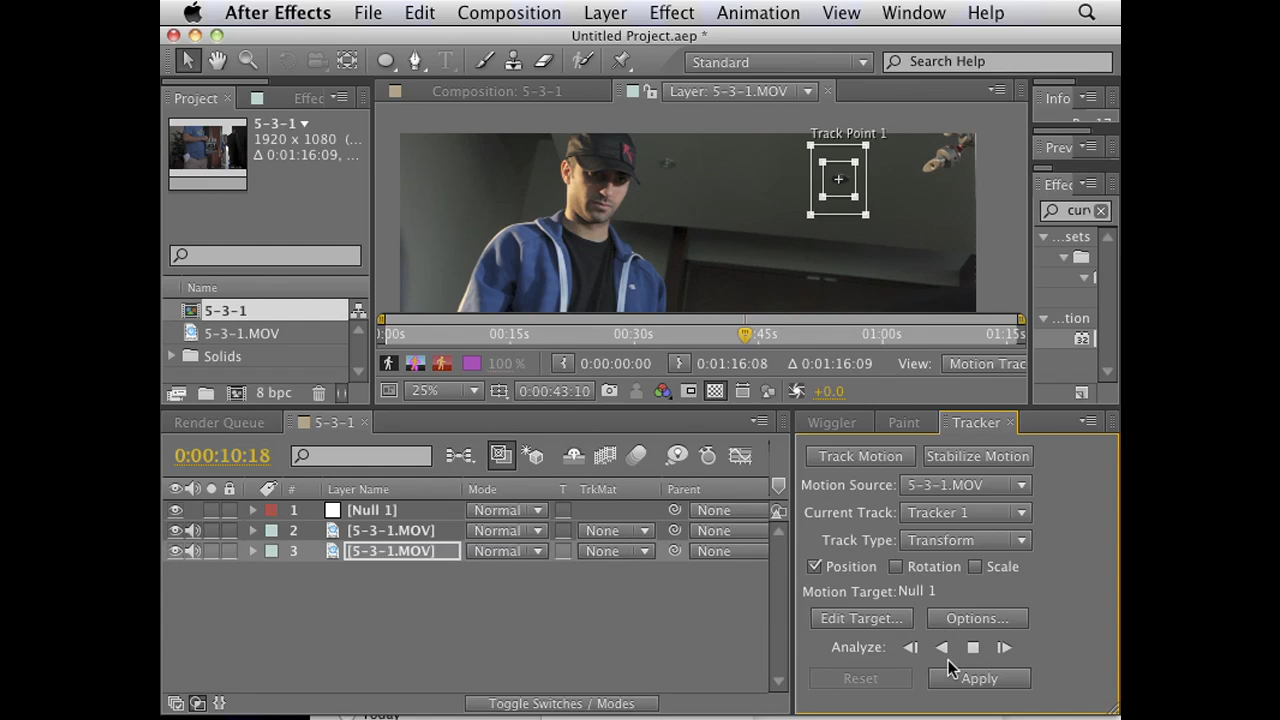 After Effects File Edit Composition Layer Effect Animation View Window Help
Untitled Project.aep *
T Standard Search Help
Project Effec Composition: 5-3-1 Layer: 5-3-1.MOV Info
5-3-1
1920 x 1080 (...
Δ 0:01:16:09, ...
Track Point 1
Prev
Effec
cur
...sets
...tion
32
Name
5-3-1
5-3-1.MOV
Solids
8 bpc
:00s 00:15s 00:30s :45s 01:00s 01:15s
100 % 0:00:00:00 0:01:16:08 Δ 0:01:16:09 View: Motion Trac
25% 0:00:43:10 +0.0
Render Queue 5-3-1
0:00:10:18
# Layer Name Mode T TrkMat Parent
1 [Null 1] Normal None
2 [5-3-1.MOV] Normal None None
3 [5-3-1.MOV] Normal None None
Toggle Switches / Modes
Wiggler Paint Tracker
Track Motion Stabilize Motion
Motion Source: 5-3-1.MOV
Current Track: Tracker 1
Track Type: Transform
Position Rotation Scale
Motion Target: Null 1
Edit Target... Options...
Analyze:
Reset Apply
Today